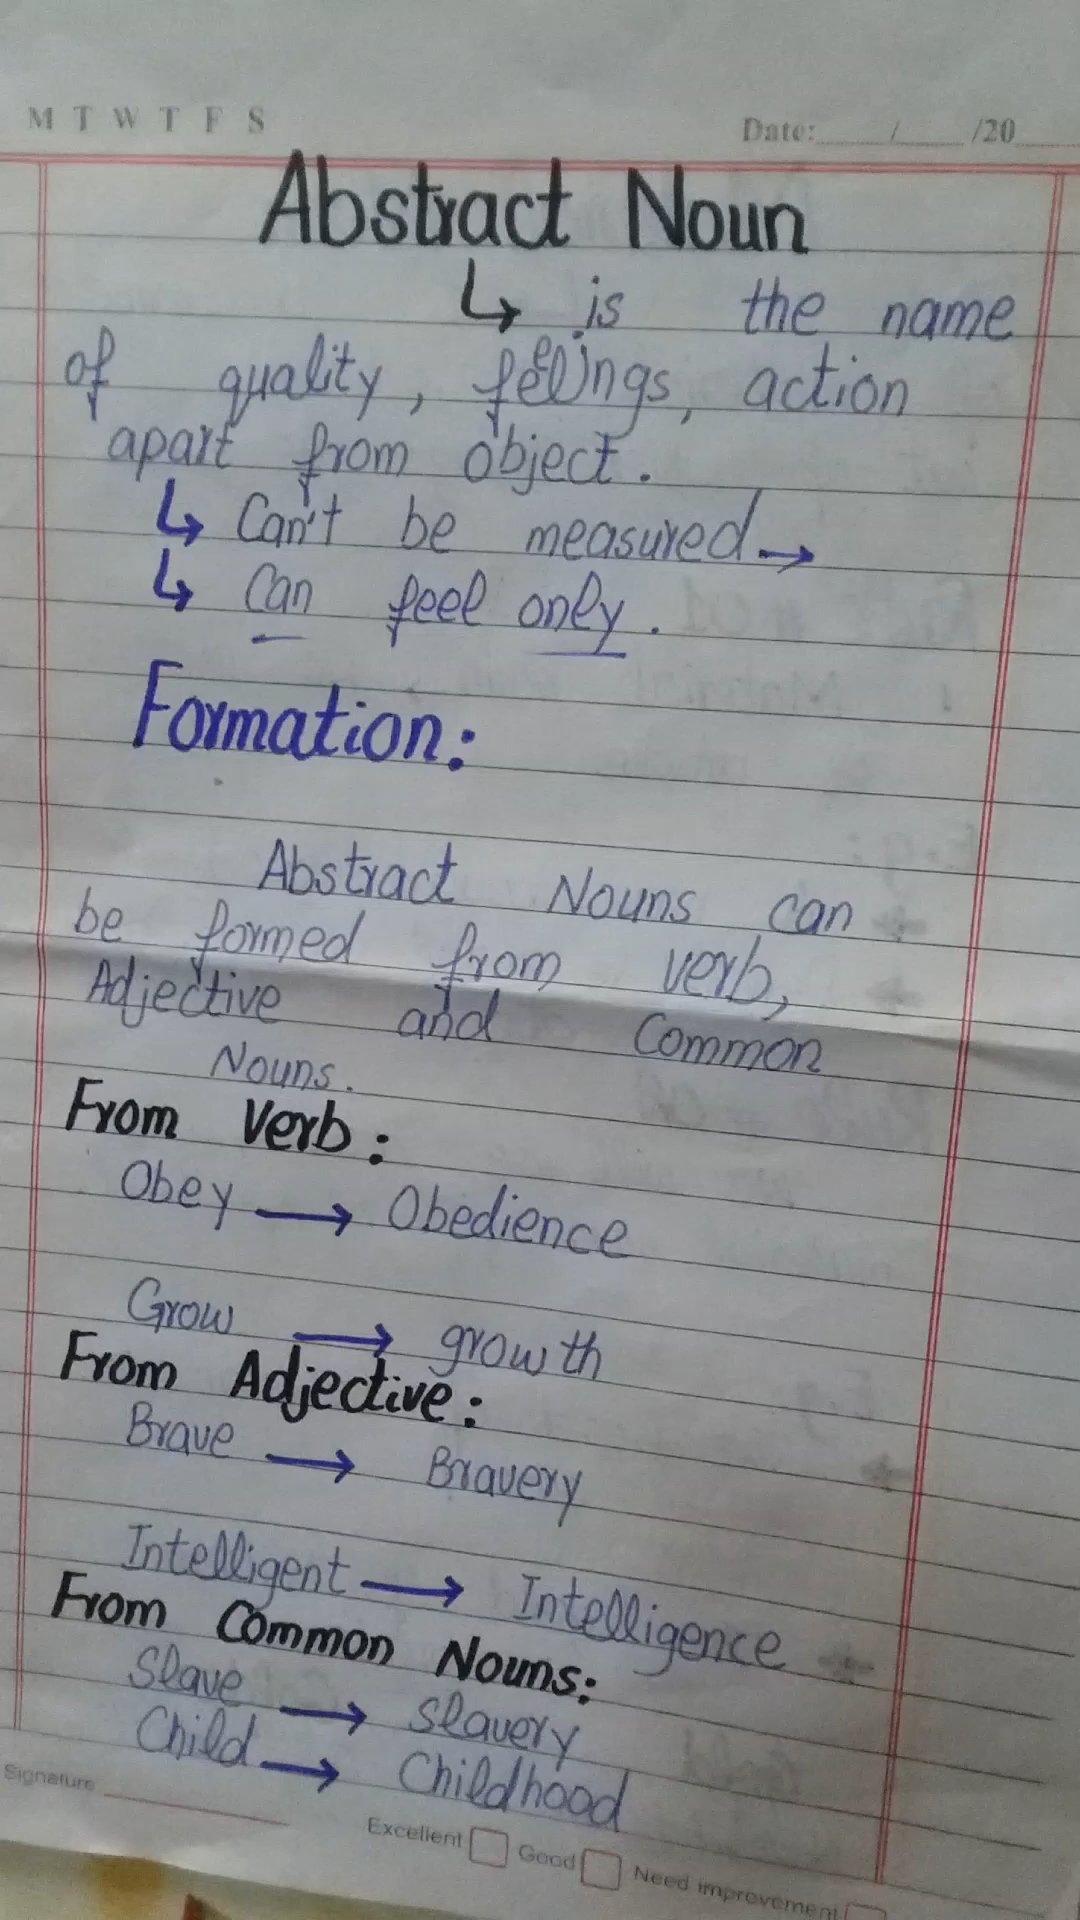 M T W T F S
Date: / /20
Abstract Noun
↳ is the name
of quality, feelings, action
apart from object.
↳ Can't be measured →
↳ Can feel only.
Formation:
Abstract Nouns can
be formed from verb,
Adjective and Common
Nouns.
From Verb:
Obey → Obedience
Grow → growth
From Adjective:
Brave → Bravery
Intelligent → Intelligence
From Common Nouns:
Slave → Slavery
Child → Childhood
Signature
Excellent Good Need improvement